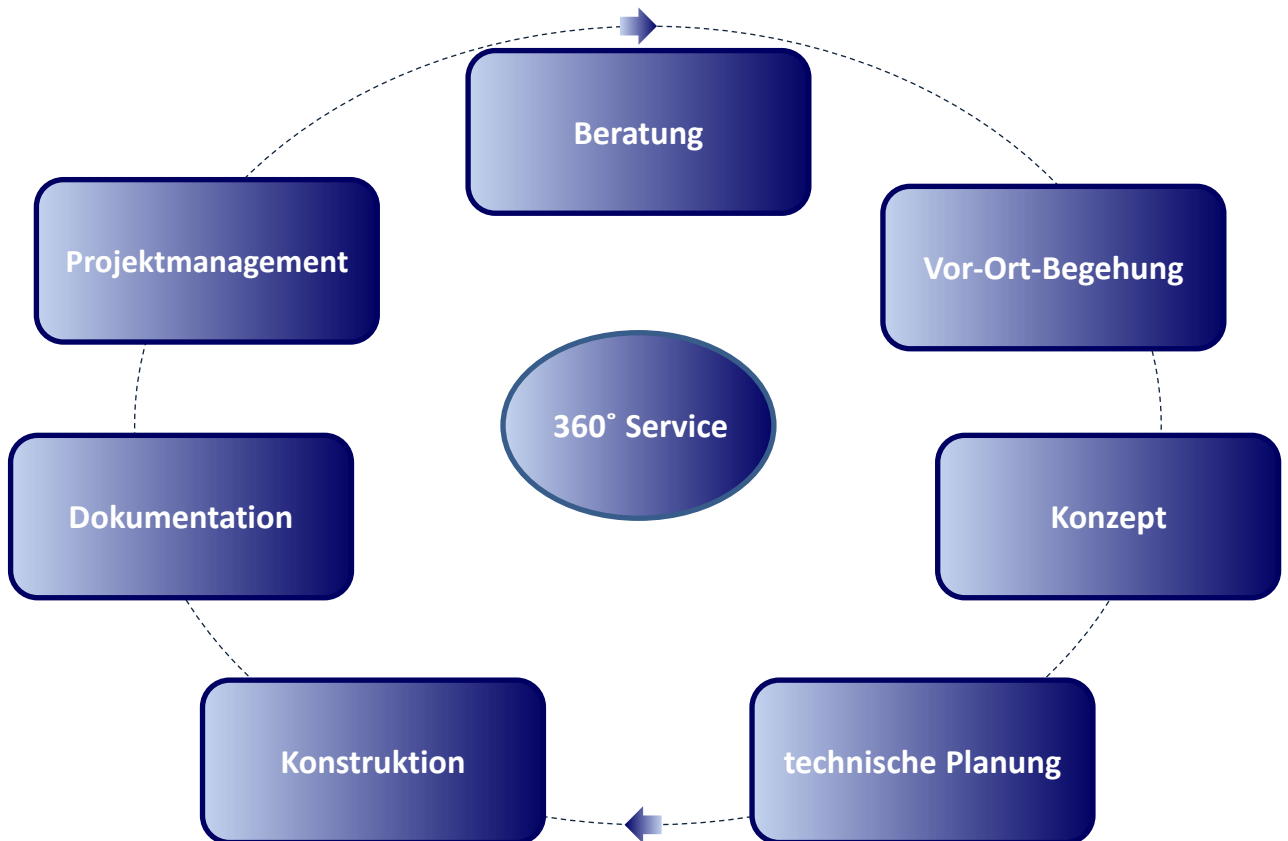 Beratung
Vor-Ort-Begehung
Konzept
technische Planung
Konstruktion
Dokumentation
Projektmanagement
360˚ Service